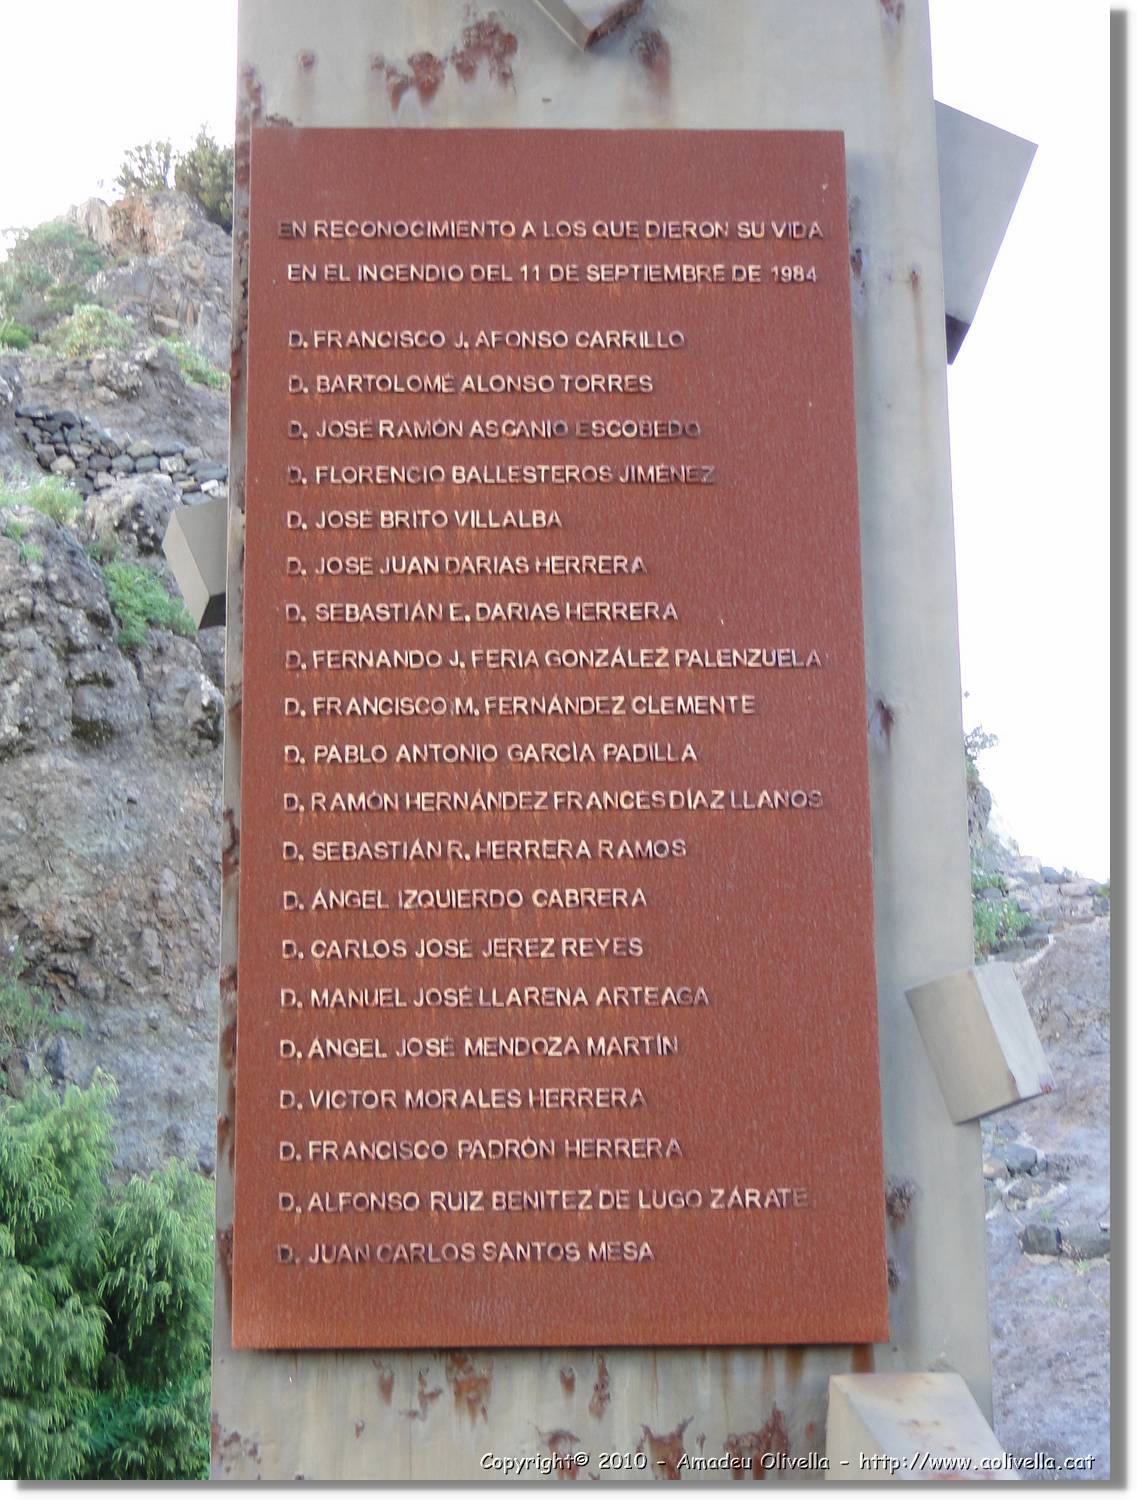 EN RECONOCIMIENTO A LOS QUE DIERON SU VIDA
EN EL INCENDIO DEL 11 DE SEPTIEMBRE DE 1984
D. FRANCISCO J. AFONSO CARRILLO
D. BARTOLOMÉ ALONSO TORRES
D. JOSÉ RAMÓN ASCANIO ESCOBEDO
D. FLORENCIO BALLESTEROS JIMÉNEZ
D. JOSÉ BRITO VILLALBA
D. JOSÉ JUAN DARIAS HERRERA
D. SEBASTIÁN E. DARIAS HERRERA
D. FERNANDO J. FERIA GONZÁLEZ PALENZUELA
D. FRANCISCO M. FERNÁNDEZ CLEMENTE
D. PABLO ANTONIO GARCÍA PADILLA
D. RAMÓN HERNÁNDEZ FRANCES DÍAZ LLANOS
D. SEBASTIÁN R. HERRERA RAMOS
D. ÁNGEL IZQUIERDO CABRERA
D. CARLOS JOSÉ JEREZ REYES
D. MANUEL JOSÉ LLARENA ARTEAGA
D. ÁNGEL JOSÉ MENDOZA MARTÍN
D. VICTOR MORALES HERRERA
D. FRANCISCO PADRÓN HERRERA
D. ALFONSO RUIZ BENITEZ DE LUGO ZÁRATE
D. JUAN CARLOS SANTOS MESA
Copyright© 2010 - Amadeu Olivella - http://www.aolivella.cat